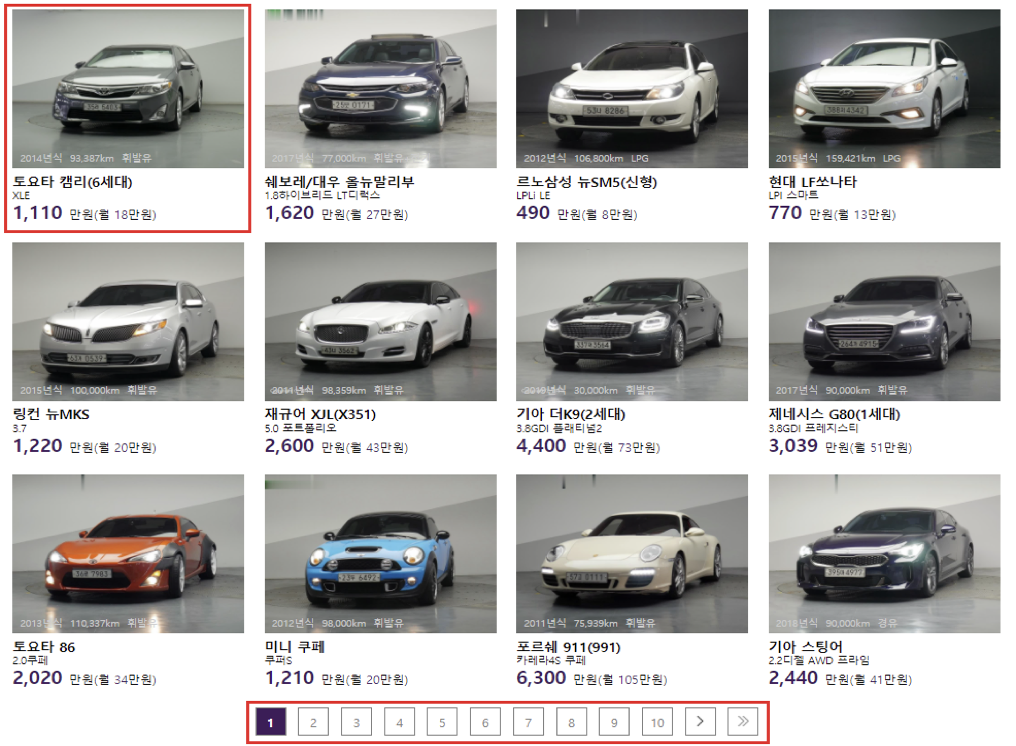 2014년식 93,387km 휘발유
토요타 캠리(6세대)
XLE
1,110 만원(월 18만원)
2017년식 77,000km 휘발유
쉐보레/대우 올뉴말리부
1.8하이브리드 LT디럭스
1,620 만원(월 27만원)
2012년식 106,800km LPG
르노삼성 뉴SM5(신형)
LPLi LE
490 만원(월 8만원)
2015년식 159,421km LPG
현대 LF쏘나타
LPI 스마트
770 만원(월 13만원)
2015년식 100,000km 휘발유
링컨 뉴MKS
3.7
1,220 만원(월 20만원)
2011년식 98,359km 휘발유
재규어 XJL(X351)
5.0 포트폴리오
2,600 만원(월 43만원)
30,000km 휘발유
기아 더K9(2세대)
3.8GDI 플래티넘2
4,400 만원(월 73만원)
2017년식 90,000km 휘발유
제네시스 G80(1세대)
3.8GDI 프레지스티
3,039 만원(월 51만원)
2013년식 110,337km 휘발유
토요타 86
2.0쿠페
2,020 만원(월 34만원)
2012년식 98,000km 휘발유
미니 쿠페
쿠퍼S
1,210 만원(월 20만원)
2011년식 75,939km 휘발유
포르쉐 911(991)
카레라4S 쿠페
6,300 만원(월 105만원)
2018년식 90,000km 경유
기아 스팅어
2.2디젤 AWD 프라임
2,440 만원(월 41만원)
1 2 3 4 5 6 7 8 9 10